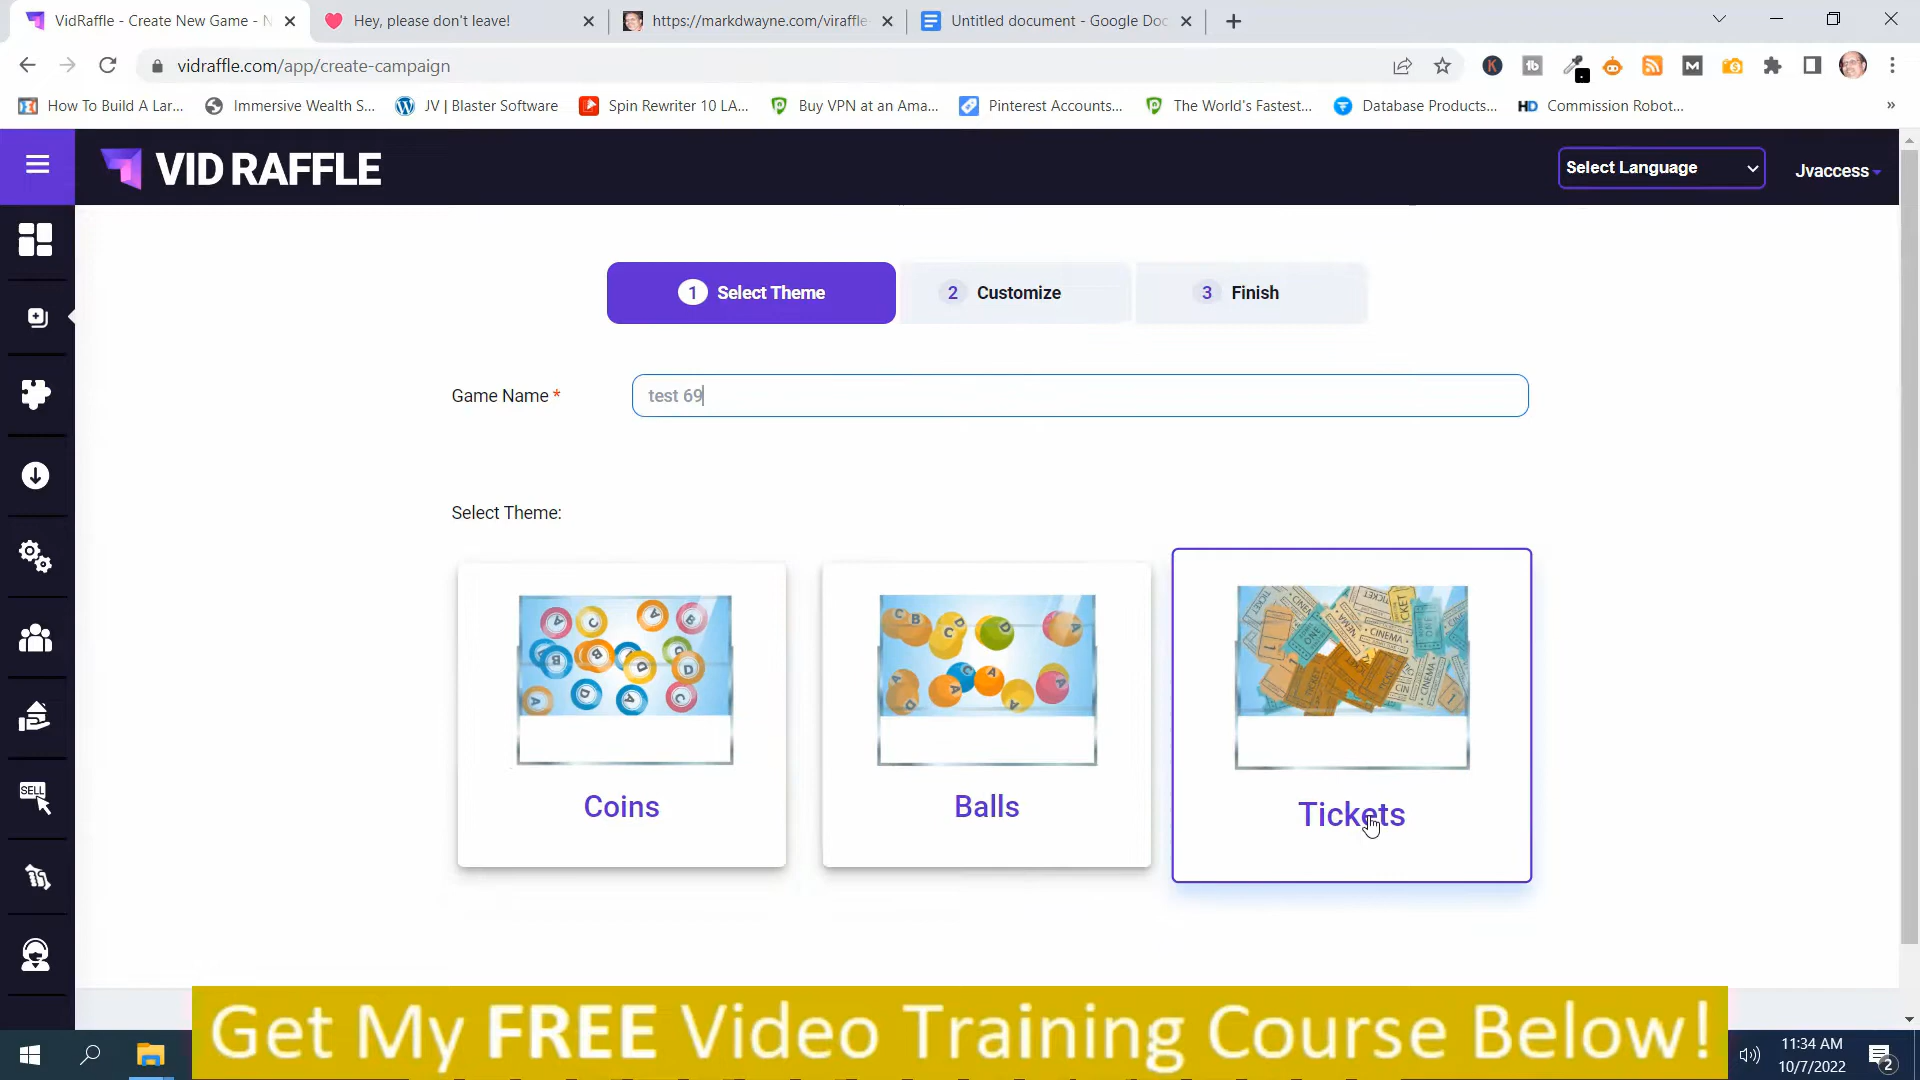 VidRaffle - Create New Game - N
Hey, please don't leave!
https://markdwayne.com/viraffle-
Untitled document - Google Doc
vidraffle.com/app/create-campaign
How To Build A Lar...
Immersive Wealth S...
JV | Blaster Software
Spin Rewriter 10 LA...
Buy VPN at an Ama...
Pinterest Accounts...
The World's Fastest...
Database Products...
HD
Commission Robot...
VID RAFFLE
Select Language
Jvaccess
1 Select Theme
2 Customize
3 Finish
Game Name *
test 69
Select Theme:
Coins
Balls
Tickets
SELL
Get My FREE Video Training Course Below!
11:34 AM
10/7/2022
2